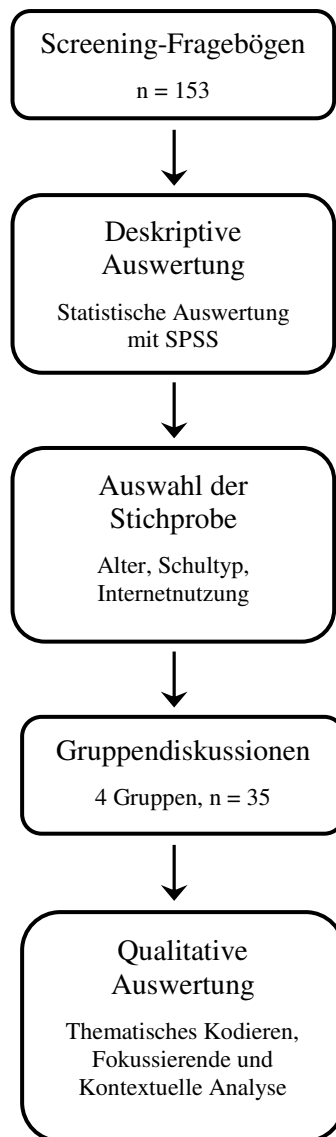 Screening-Fragebögen
n = 153
Deskriptive
Auswertung
Statistische Auswertung
mit SPSS
Auswahl der
Stichprobe
Alter, Schultyp,
Internetnutzung
Gruppendiskussionen
4 Gruppen, n = 35
Qualitative
Auswertung
Thematisches Kodieren,
Fokussierende und
Kontextuelle Analyse